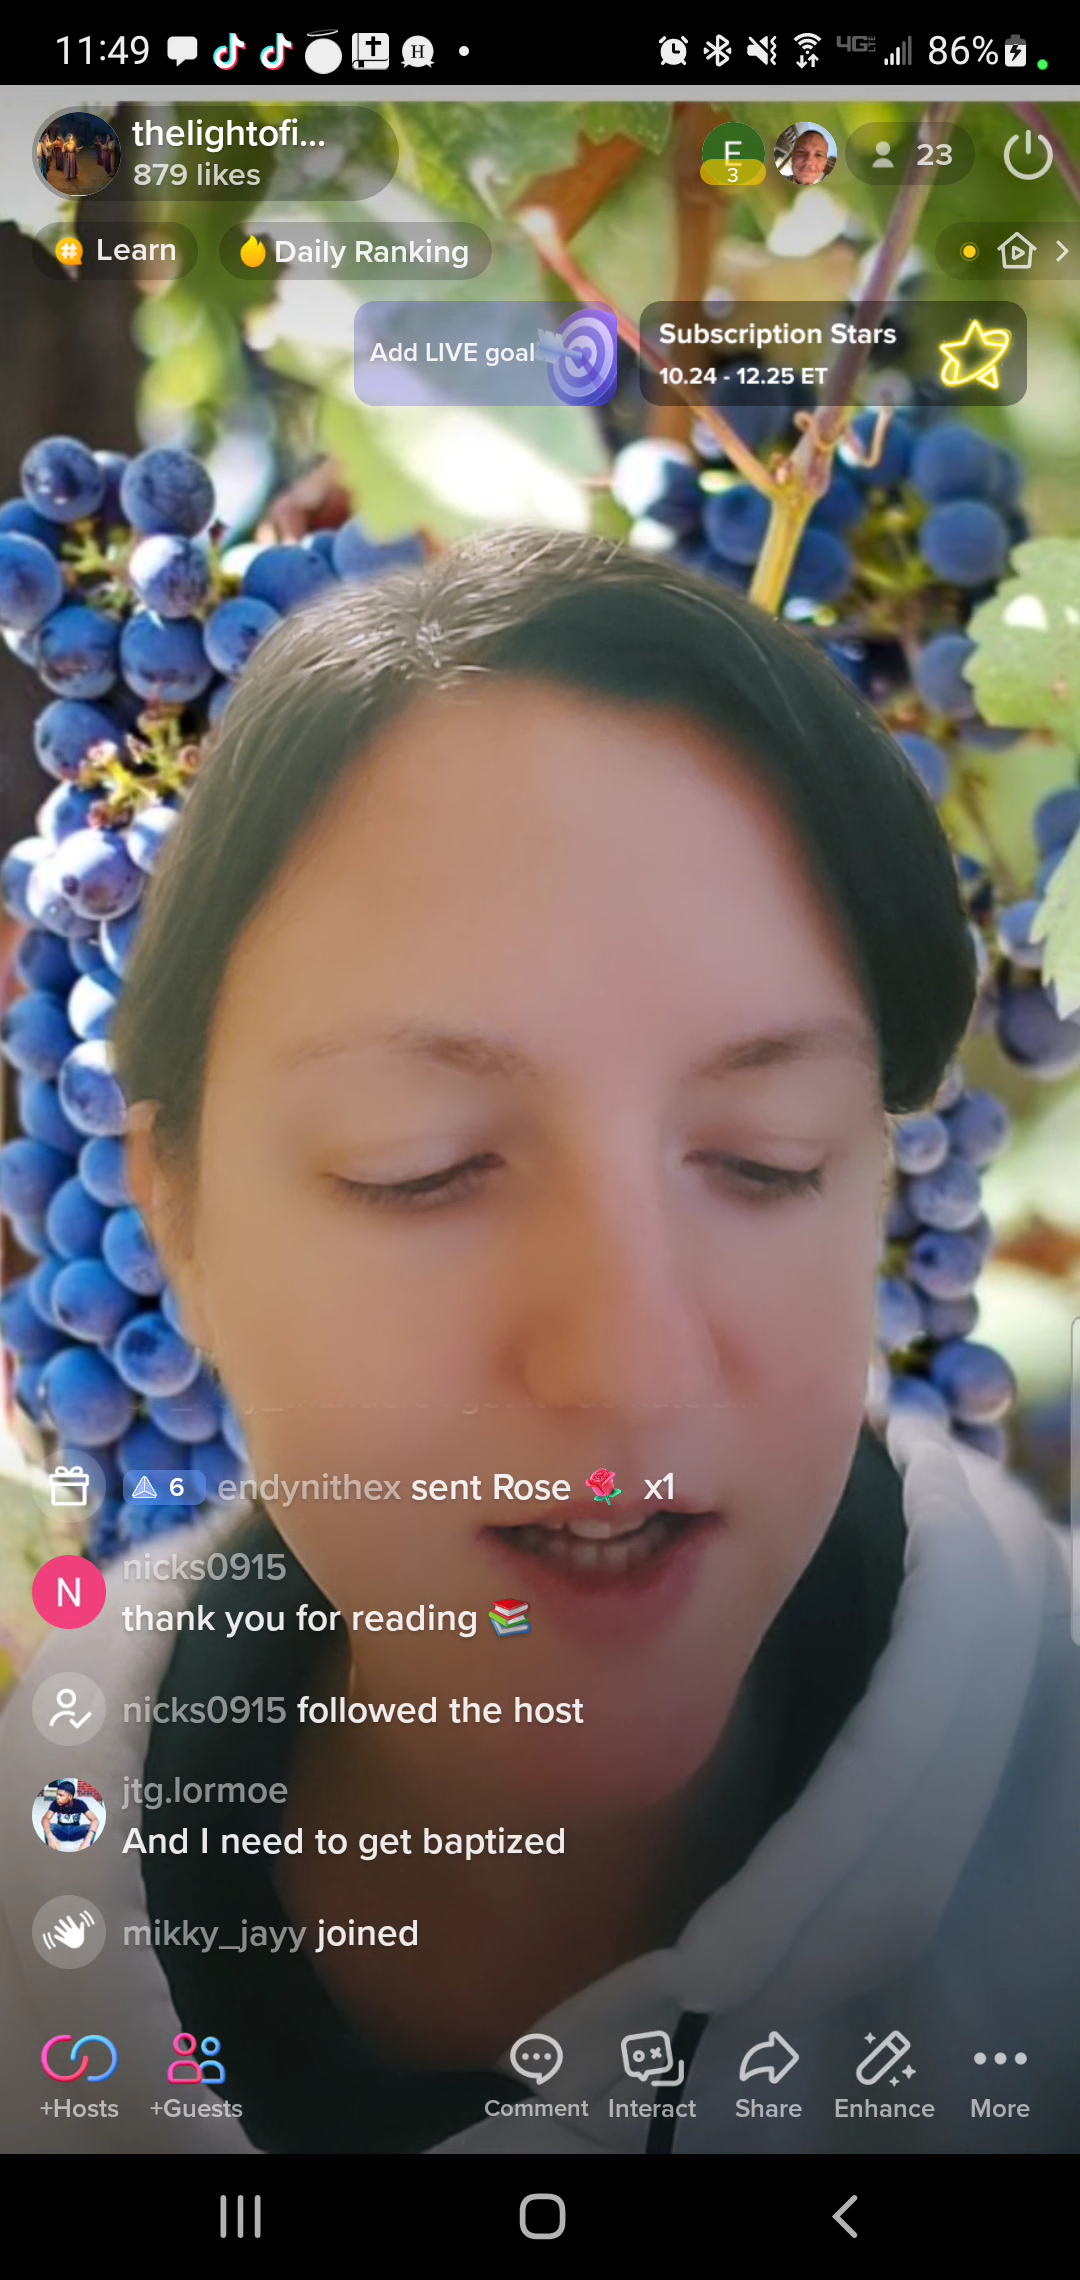 11:49
H
4G LTE
86%
thelightofi...
879 likes
E
3
23
Learn
Daily Ranking
Add LIVE goal
Subscription Stars
10.24 - 12.25 ET
6 endynithex sent Rose 🌹 x1
N
nicks0915
thank you for reading 📚
nicks0915 followed the host
jtg.lormoe
And I need to get baptized
mikky_jayy joined
+Hosts
+Guests
Comment
Interact
Share
Enhance
More